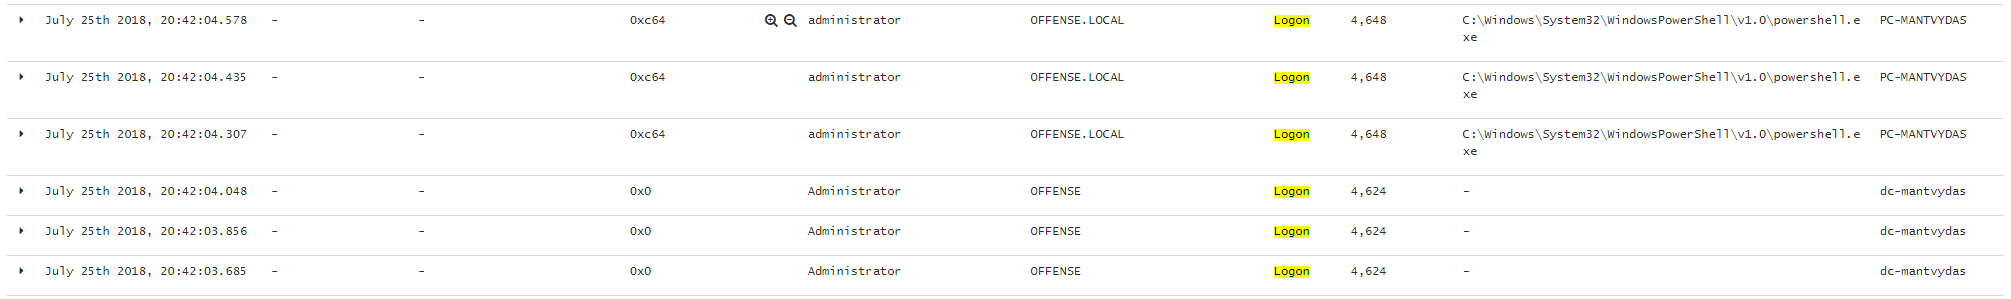 July 25th 2018, 20:42:04.578 - - 0xc64 administrator OFFENSE.LOCAL Logon 4,648 C:\Windows\System32\WindowsPowerShell\v1.0\powershell.e PC-MANTVYDAS
xe
July 25th 2018, 20:42:04.435 - - 0xc64 administrator OFFENSE.LOCAL Logon 4,648 C:\Windows\System32\WindowsPowerShell\v1.0\powershell.e PC-MANTVYDAS
xe
July 25th 2018, 20:42:04.307 - - 0xc64 administrator OFFENSE.LOCAL Logon 4,648 C:\Windows\System32\WindowsPowerShell\v1.0\powershell.e PC-MANTVYDAS
xe
July 25th 2018, 20:42:04.048 - - 0x0 Administrator OFFENSE Logon 4,624 - dc-mantvydas
July 25th 2018, 20:42:03.856 - - 0x0 Administrator OFFENSE Logon 4,624 - dc-mantvydas
July 25th 2018, 20:42:03.685 - - 0x0 Administrator OFFENSE Logon 4,624 - dc-mantvydas